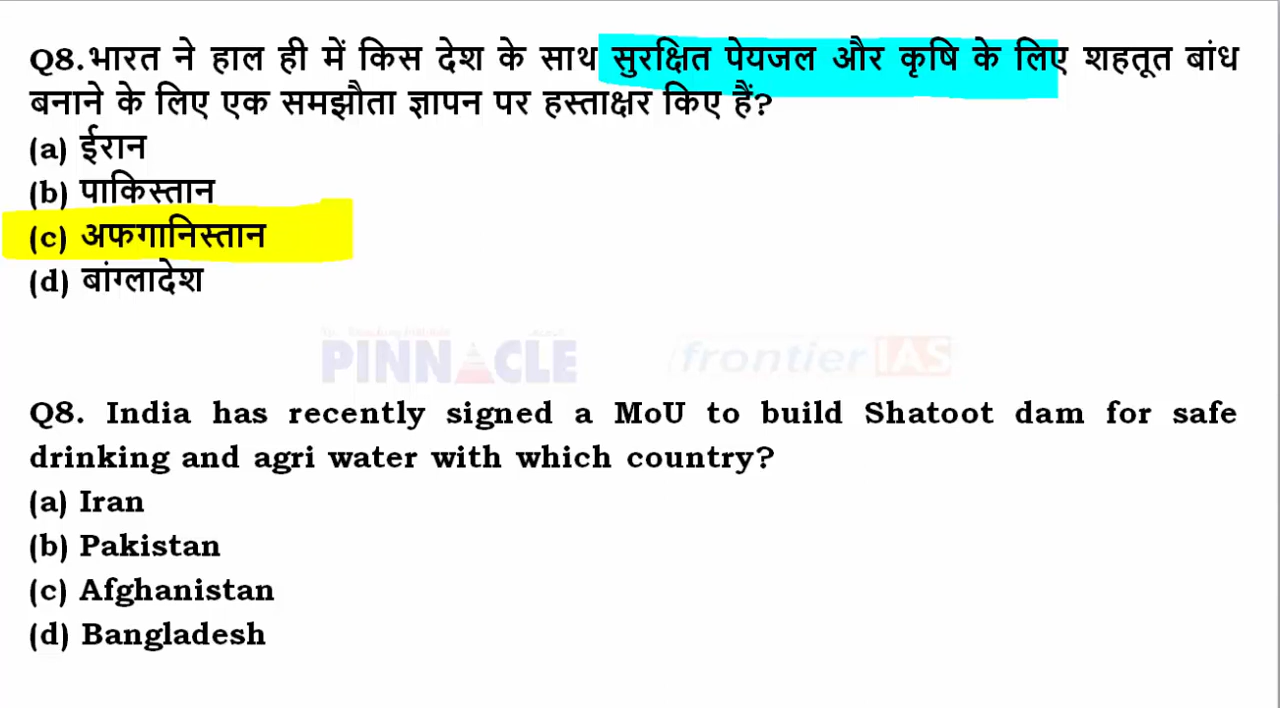 Q8.भारत ने हाल ही में किस देश के साथ सुरक्षित पेयजल और कृषि के लिए शहतूत बांध
बनाने के लिए एक समझौता ज्ञापन पर हस्ताक्षर किए हैं?
(a) ईरान
(b) पाकिस्तान
(c) अफगानिस्तान
(d) बांग्लादेश
PINNACLE frontier IAS
Q8. India has recently signed a MoU to build Shatoot dam for safe
drinking and agri water with which country?
(a) Iran
(b) Pakistan
(c) Afghanistan
(d) Bangladesh